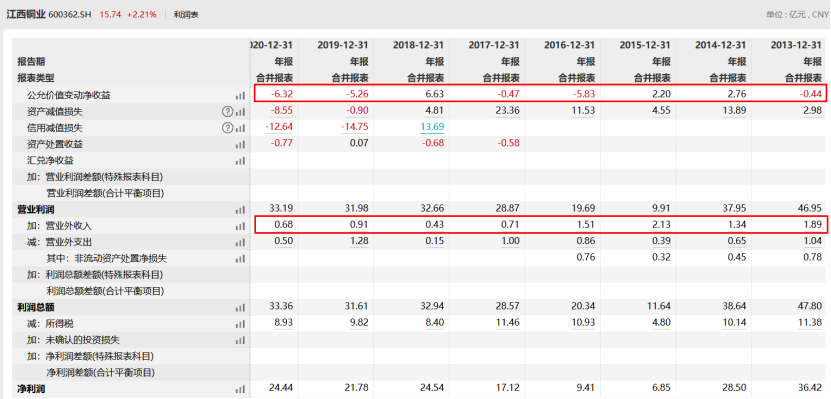 江西铜业 600362.SH 15.74 +2.21% 利润表 单位 : 亿元 , CNY
20-12-31 2019-12-31 2018-12-31 2017-12-31 2016-12-31 2015-12-31 2014-12-31 2013-12-31
报告期 年报 年报 年报 年报 年报 年报 年报 年报
报表类型 合并报表 合并报表 合并报表 合并报表 合并报表 合并报表 合并报表 合并报表
公允价值变动净收益 -6.32 -5.26 6.63 -0.47 -5.83 2.20 2.76 -0.44
资产减值损失 ? -8.55 -0.90 4.81 23.36 11.53 4.55 13.89 2.98
信用减值损失 ? -12.64 -14.75 13.69
资产处置收益 -0.77 0.07 -0.68 -0.58
汇兑净收益
加: 营业利润差额(特殊报表科目)
营业利润差额(合计平衡项目)
营业利润 33.19 31.98 32.66 28.87 19.69 9.91 37.95 46.95
加: 营业外收入 0.68 0.91 0.43 0.71 1.51 2.13 1.34 1.89
减: 营业外支出 0.50 1.28 0.15 1.00 0.86 0.39 0.65 1.04
其中: 非流动资产处置净损失 0.76 0.32 0.45 0.78
加: 利润总额差额(特殊报表科目)
利润总额差额(合计平衡项目)
利润总额 33.36 31.61 32.94 28.57 20.34 11.64 38.64 47.80
减: 所得税 8.93 9.82 8.40 11.46 10.93 4.80 10.14 11.38
加: 未确认的投资损失
加: 净利润差额(特殊报表科目)
净利润差额(合计平衡项目)
净利润 24.44 21.78 24.54 17.12 9.41 6.85 28.50 36.42